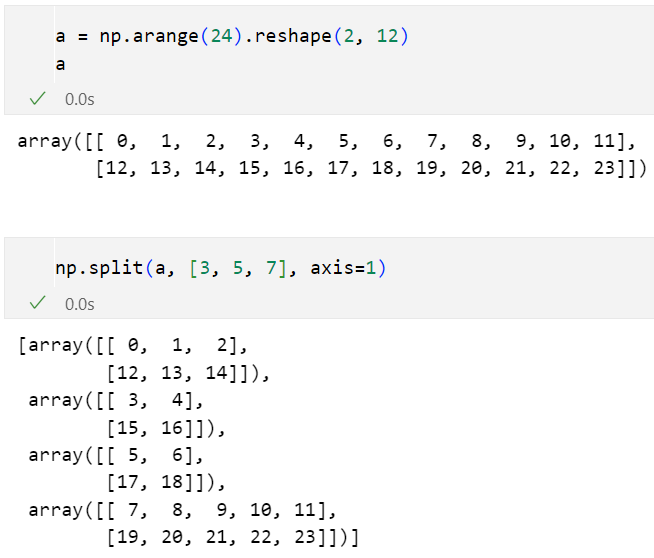 a = np.arange(24).reshape(2, 12)
a
✓ 0.0s
array([[ 0,  1,  2,  3,  4,  5,  6,  7,  8,  9, 10, 11],
       [12, 13, 14, 15, 16, 17, 18, 19, 20, 21, 22, 23]])
np.split(a, [3, 5, 7], axis=1)
✓ 0.0s
[array([[ 0,  1,  2],
        [12, 13, 14]]),
 array([[ 3,  4],
        [15, 16]]),
 array([[ 5,  6],
        [17, 18]]),
 array([[ 7,  8,  9, 10, 11],
        [19, 20, 21, 22, 23]])]